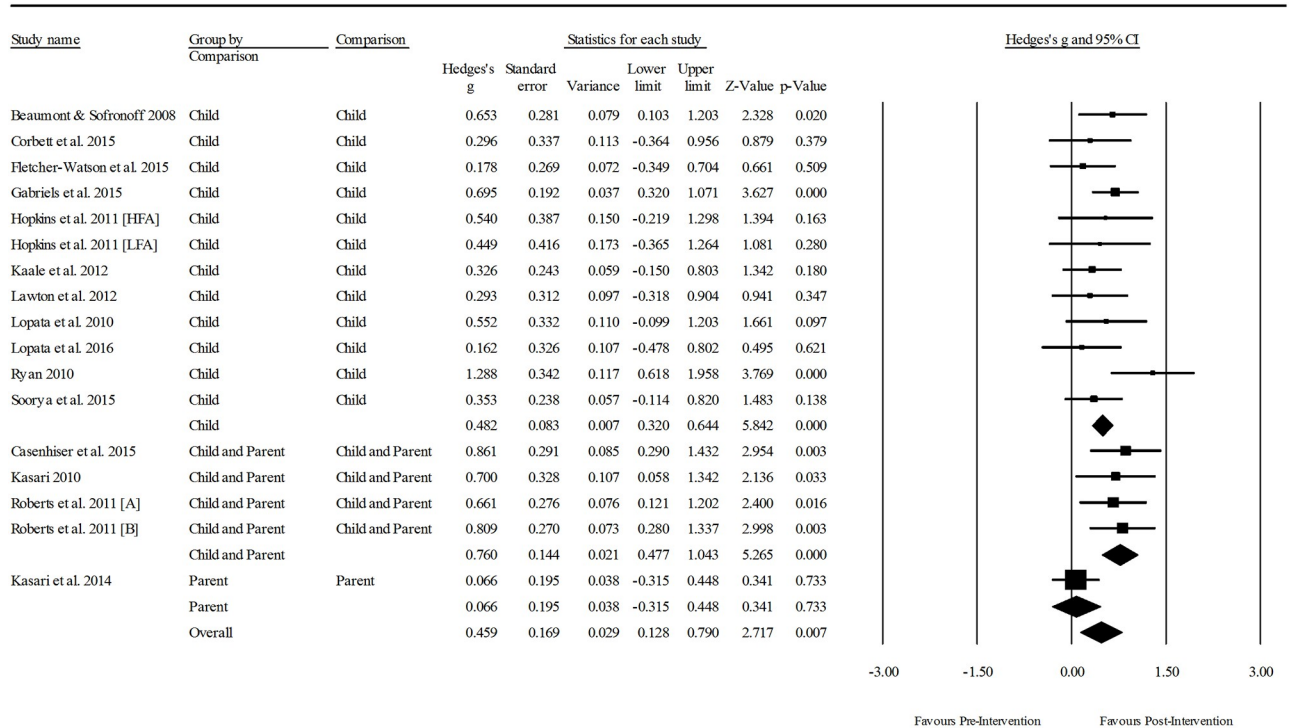 Study name Group by Comparison Statistics for each study Hedges's g and 95% CI
Comparison
Hedges's Standard Lower Upper
g error Variance limit limit Z-Value p-Value
Beaumont & Sofronoff 2008 Child Child 0.653 0.281 0.079 0.103 1.203 2.328 0.020
Corbett et al. 2015 Child Child 0.296 0.337 0.113 -0.364 0.956 0.879 0.379
Fletcher-Watson et al. 2015 Child Child 0.178 0.269 0.072 -0.349 0.704 0.661 0.509
Gabriels et al. 2015 Child Child 0.695 0.192 0.037 0.320 1.071 3.627 0.000
Hopkins et al. 2011 [HFA] Child Child 0.540 0.387 0.150 -0.219 1.298 1.394 0.163
Hopkins et al. 2011 [LFA] Child Child 0.449 0.416 0.173 -0.365 1.264 1.081 0.280
Kaale et al. 2012 Child Child 0.326 0.243 0.059 -0.150 0.803 1.342 0.180
Lawton et al. 2012 Child Child 0.293 0.312 0.097 -0.318 0.904 0.941 0.347
Lopata et al. 2010 Child Child 0.552 0.332 0.110 -0.099 1.203 1.661 0.097
Lopata et al. 2016 Child Child 0.162 0.326 0.107 -0.478 0.802 0.495 0.621
Ryan 2010 Child Child 1.288 0.342 0.117 0.618 1.958 3.769 0.000
Soorya et al. 2015 Child Child 0.353 0.238 0.057 -0.114 0.820 1.483 0.138
Child 0.482 0.083 0.007 0.320 0.644 5.842 0.000
Casenhiser et al. 2015 Child and Parent Child and Parent 0.861 0.291 0.085 0.290 1.432 2.954 0.003
Kasari 2010 Child and Parent Child and Parent 0.700 0.328 0.107 0.058 1.342 2.136 0.033
Roberts et al. 2011 [A] Child and Parent Child and Parent 0.661 0.276 0.076 0.121 1.202 2.400 0.016
Roberts et al. 2011 [B] Child and Parent Child and Parent 0.809 0.270 0.073 0.280 1.337 2.998 0.003
Child and Parent 0.760 0.144 0.021 0.477 1.043 5.265 0.000
Kasari et al. 2014 Parent Parent 0.066 0.195 0.038 -0.315 0.448 0.341 0.733
Parent 0.066 0.195 0.038 -0.315 0.448 0.341 0.733
Overall 0.459 0.169 0.029 0.128 0.790 2.717 0.007
-3.00 -1.50 0.00 1.50 3.00
Favours Pre-Intervention Favours Post-Intervention